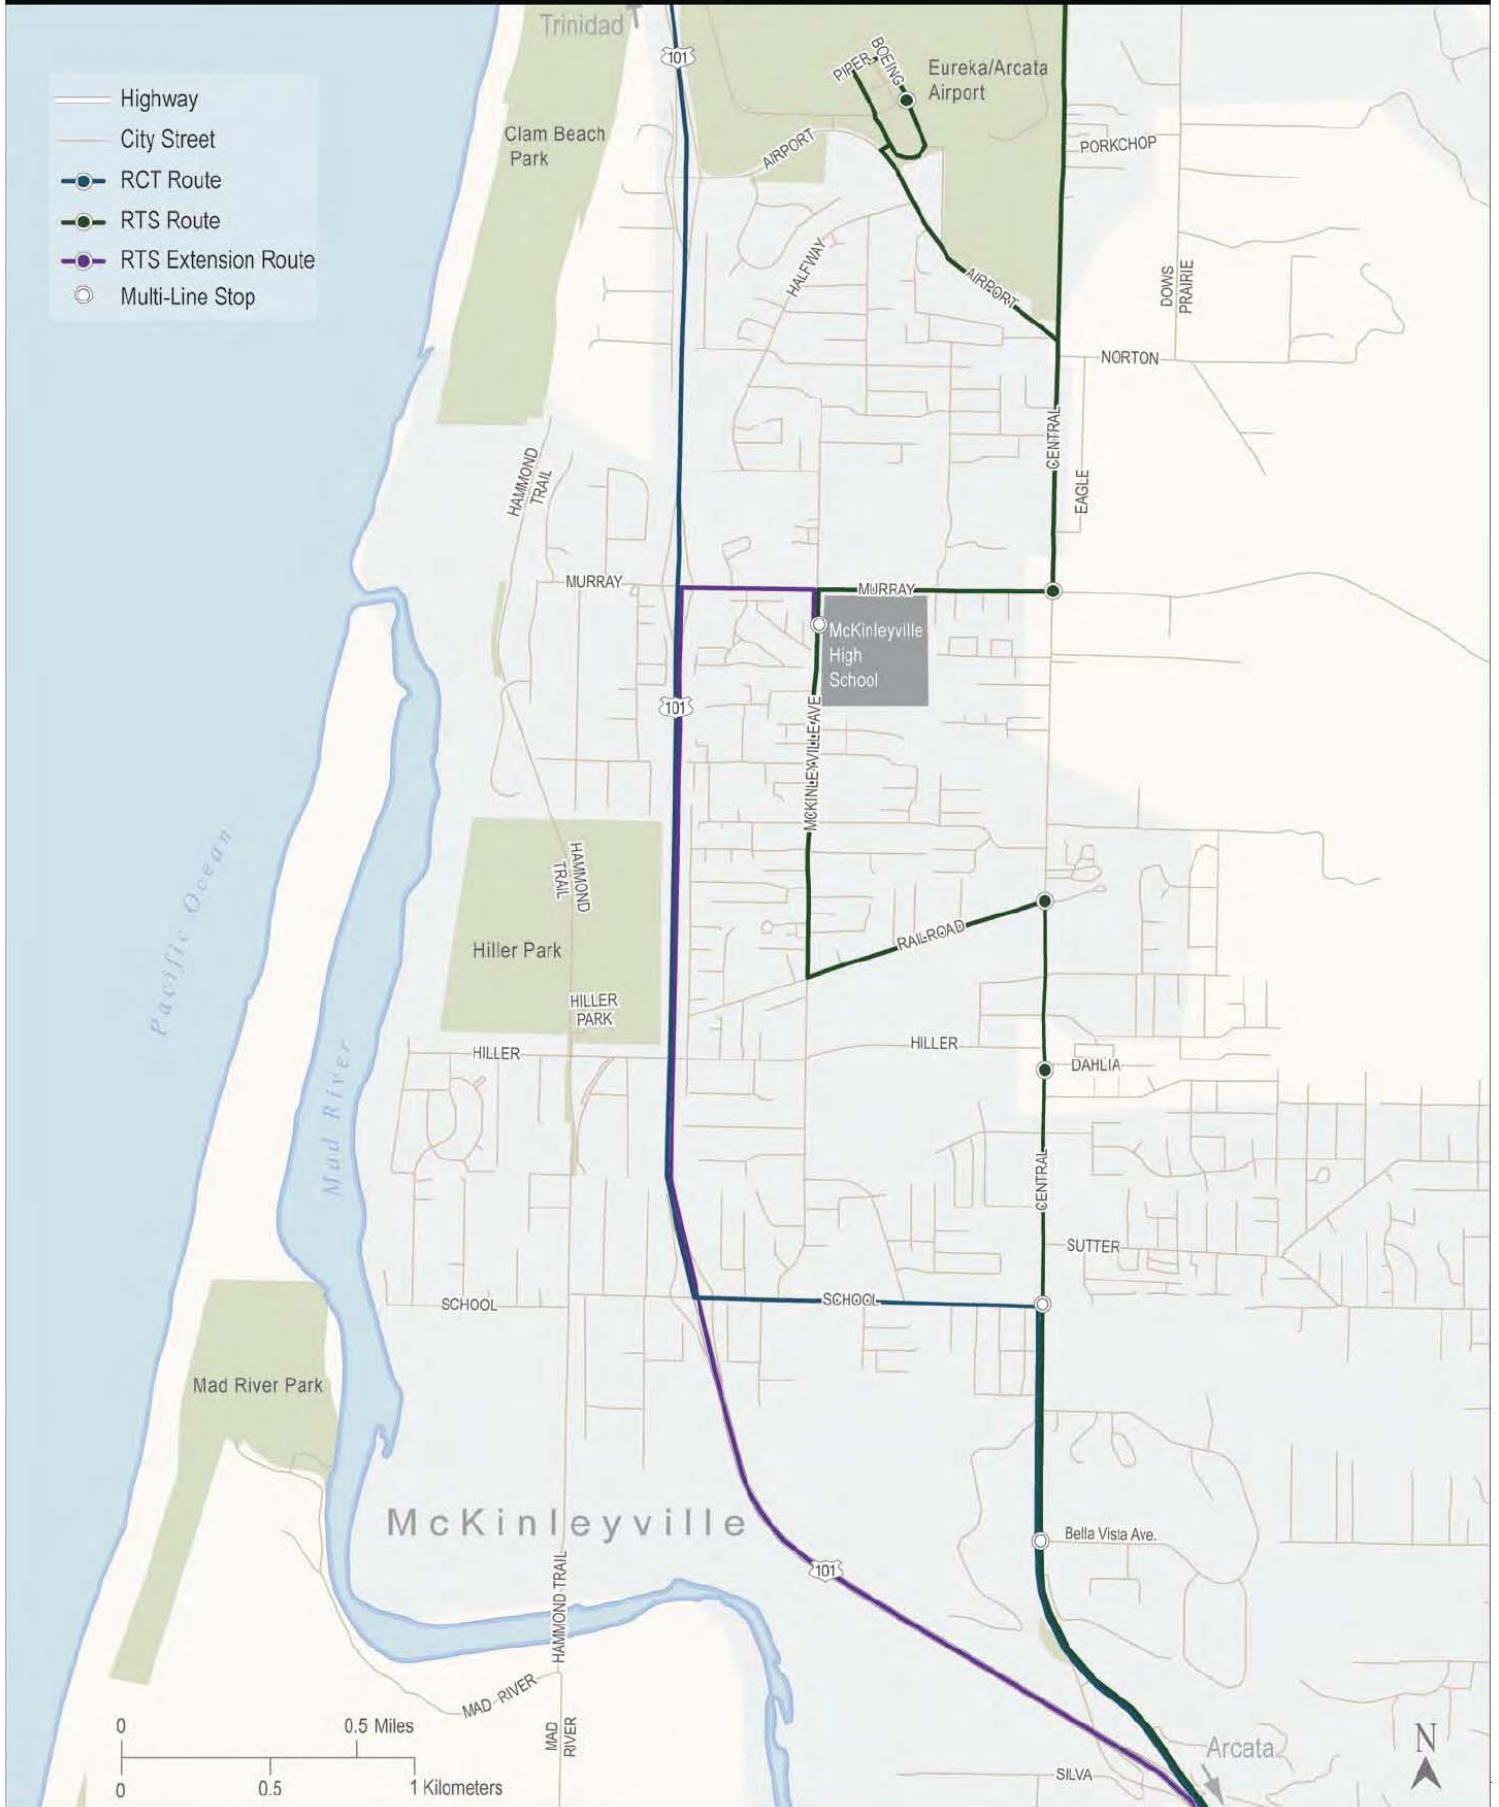 Trinidad
101
PIPER
BOEING
Eureka/Arcata
Airport
Highway
City Street
RCT Route
RTS Route
RTS Extension Route
Multi-Line Stop
Clam Beach
Park
AIRPORT
PORKCHOP
HALFWAY
AIRPORT
DOWS
PRAIRIE
NORTON
CENTRAL
EAGLE
HAMMOND
TRAIL
MURRAY
MURRAY
McKinleyville
High
School
101
MCKINLEYVILLE AVE
Pacific Ocean
HAMMOND
TRAIL
Hiller Park
RAILROAD
HILLER
PARK
HILLER
HILLER
DAHLIA
Mad River
CENTRAL
SUTTER
SCHOOL
SCHOOL
Mad River Park
McKinleyville
Bella Vista Ave.
101
HAMMOND TRAIL
MAD RIVER
MAD
RIVER
0 0.5 Miles
0 0.5 1 Kilometers
SILVA
Arcata
N